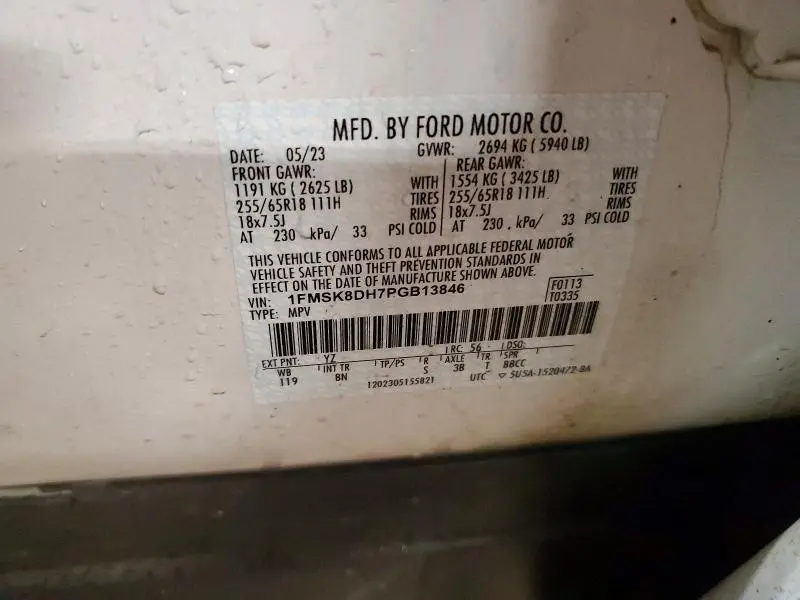 MFD. BY FORD MOTOR CO.
DATE: 05/23 GVWR: 2694 KG ( 5940 LB)
FRONT GAWR: REAR GAWR:
1191 KG ( 2625 LB) WITH 1554 KG ( 3425 LB) WITH
255/65R18 111H TIRES 255/65R18 111H TIRES
18x7.5J RIMS 18x7.5J RIMS
AT 230 kPa/ 33 PSI COLD AT 230 kPa/ 33 PSI COLD
THIS VEHICLE CONFORMS TO ALL APPLICABLE FEDERAL MOTOR
VEHICLE SAFETY AND THEFT PREVENTION STANDARDS IN
EFFECT ON THE DATE OF MANUFACTURE SHOWN ABOVE.
VIN: 1FMSK8DH7PGB13846 F0113
TYPE: MPV T0335
EXT PNT: YZ RC: 56 DSO:
WB INT TR TP/PS R AXLE TR SPR
119 BN S 3B T BBCC
1202305155821 UTC ▽ 5U5A-1520472-BA